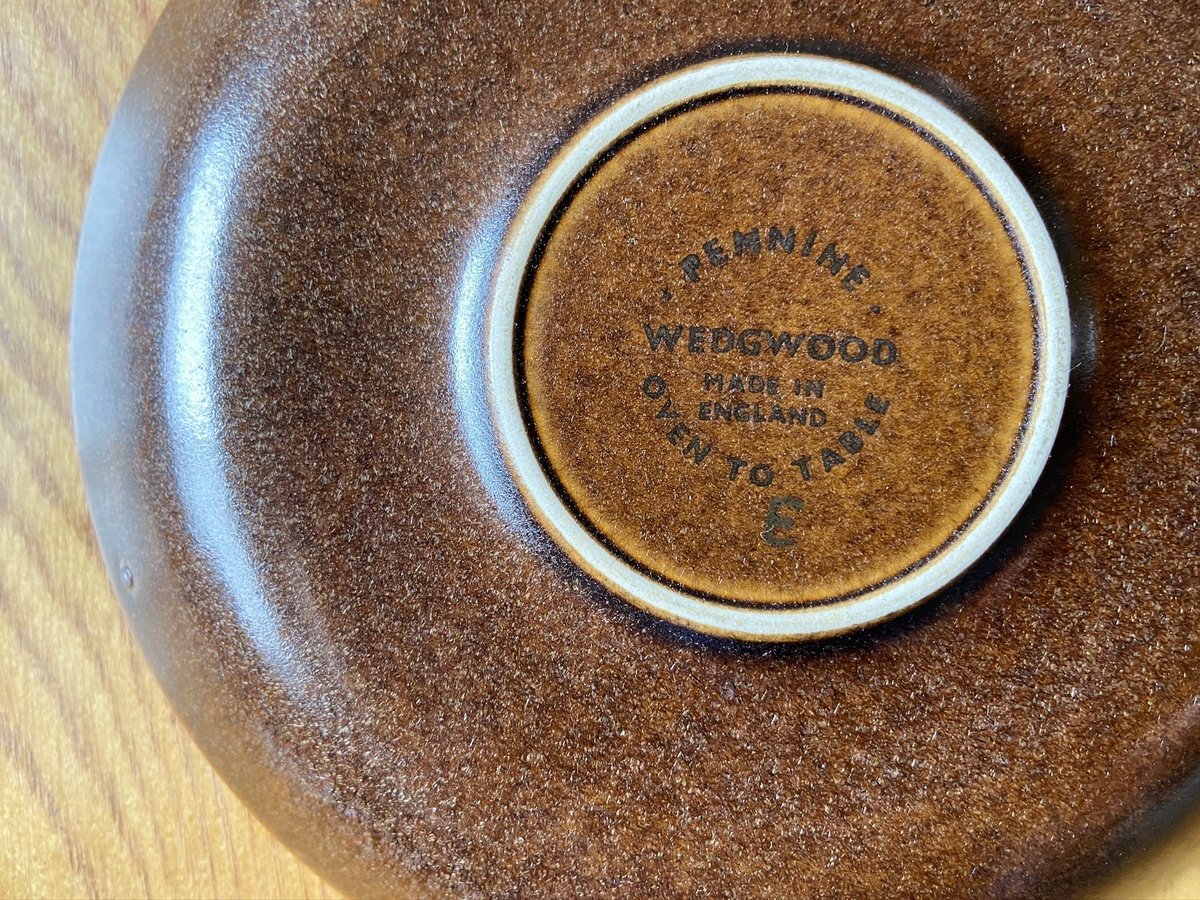 · PENNINE ·
WEDGWOOD
MADE IN
ENGLAND
OVEN TO TABLE
E